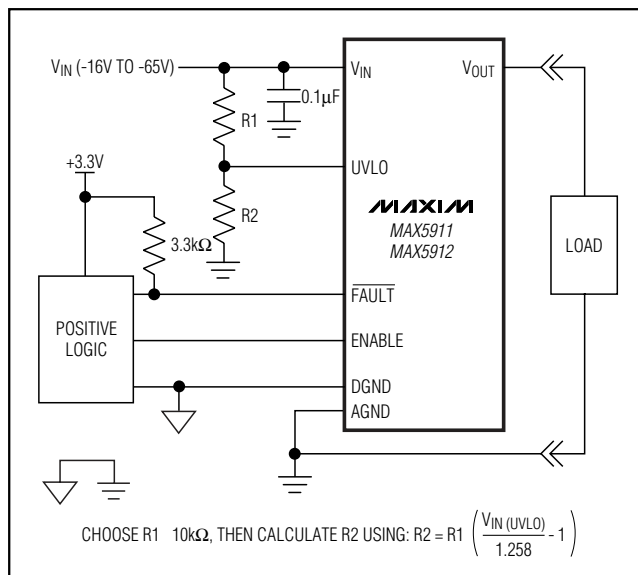 V_IN (-16V TO -65V)
V_IN
V_OUT
0.1µF
R1
+3.3V
UVLO
R2
MAXIM
MAX5911
MAX5912
3.3kΩ
LOAD
FAULT
POSITIVE
LOGIC
ENABLE
DGND
AGND
CHOOSE R1 10kΩ, THEN CALCULATE R2 USING: R2 = R1 (V_IN (UVLO) / 1.258 - 1)